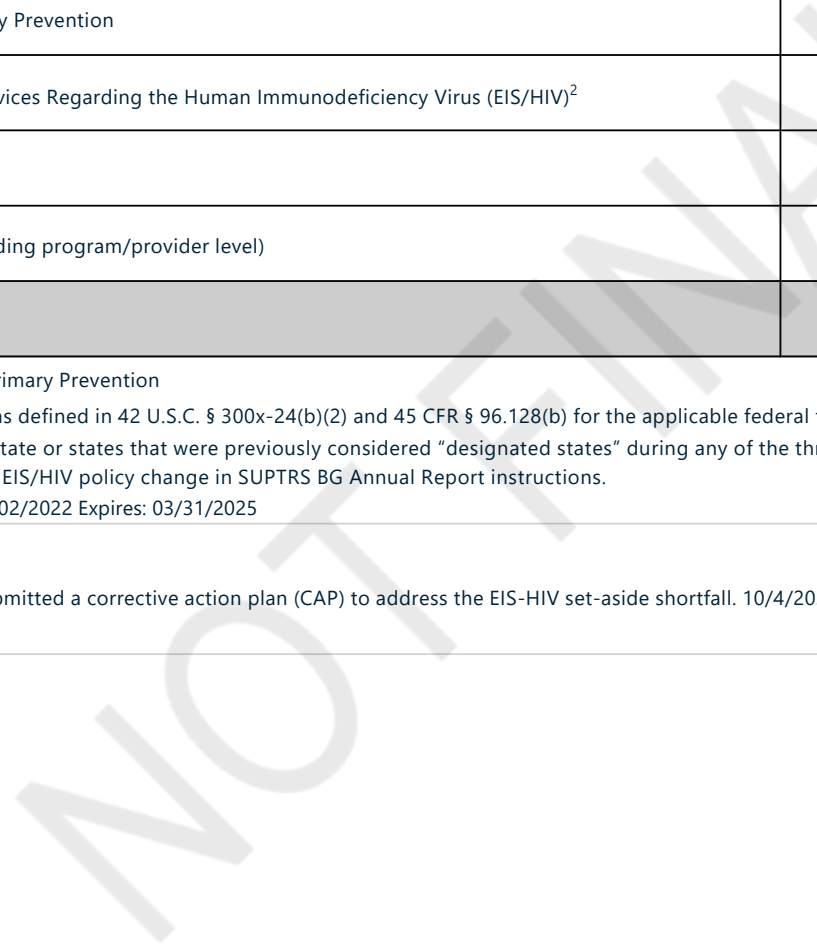 y Prevention
vices Regarding the Human Immunodeficiency Virus (EIS/HIV)2
ding program/provider level)
rimary Prevention
as defined in 42 U.S.C. § 300x-24(b)(2) and 45 CFR § 96.128(b) for the applicable federal
tate or states that were previously considered “designated states” during any of the thr
EIS/HIV policy change in SUPTRS BG Annual Report instructions.
02/2022 Expires: 03/31/2025
bmitted a corrective action plan (CAP) to address the EIS-HIV set-aside shortfall. 10/4/20
NOT FINA